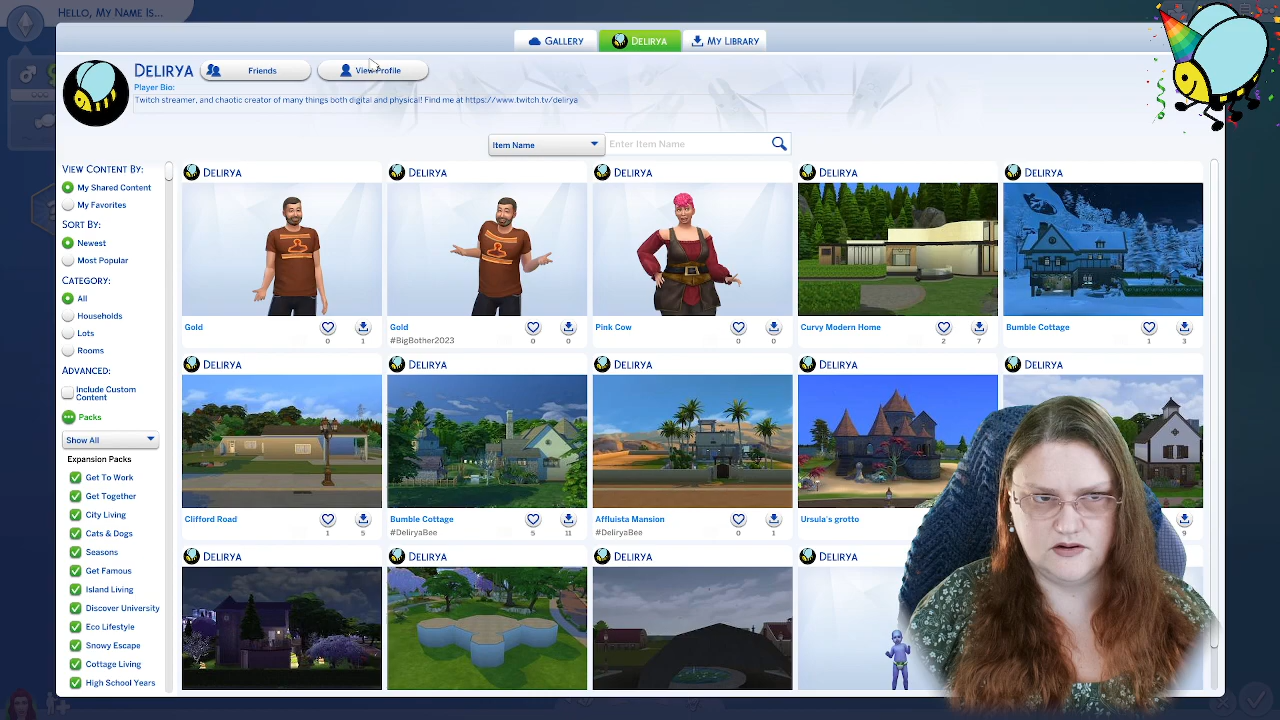 Hello, My Name Is...
Gallery
Delirya
My Library
Delirya
Friends
View Profile
Player Bio:
Twitch streamer, and chaotic creator of many things both digital and physical! Find me at https://www.twitch.tv/delirya
Item Name
Enter Item Name
View Content By:
My Shared Content
My Favorites
Sort By:
Newest
Most Popular
Category:
All
Households
Lots
Rooms
Advanced:
Include Custom
Content
Packs
Show All
Expansion Packs
Get To Work
Get Together
City Living
Cats & Dogs
Seasons
Get Famous
Island Living
Discover University
Eco Lifestyle
Snowy Escape
Cottage Living
High School Years
Delirya
Delirya
Delirya
Delirya
Delirya
Gold
0 1
Gold
#BigBother2023
0 0
Pink Cow
0 0
Curvy Modern Home
2 7
Bumble Cottage
1 3
Delirya
Delirya
Delirya
Delirya
Delirya
Clifford Road
1 5
Bumble Cottage
#DeliryaBee
5 11
Affluista Mansion
#DeliryaBee
0 1
Ursula's grotto
9
Delirya
Delirya
Delirya
Delirya